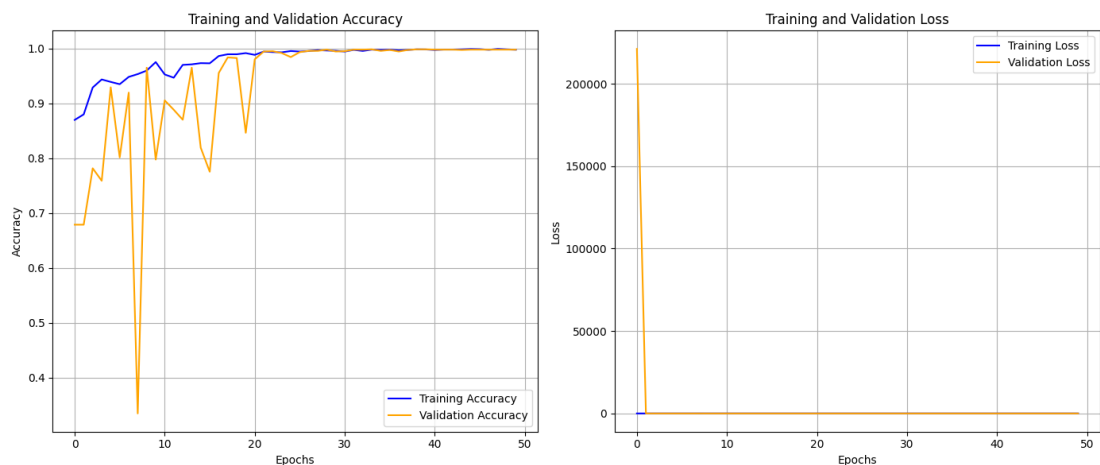 Training and Validation Accuracy
1.0
0.9
0.8
0.7
0.6
0.5
0.4
Accuracy
0
10
20
30
40
50
Epochs
Training Accuracy
Validation Accuracy
Training and Validation Loss
200000
150000
100000
50000
0
Loss
0
10
20
30
40
50
Epochs
Training Loss
Validation Loss